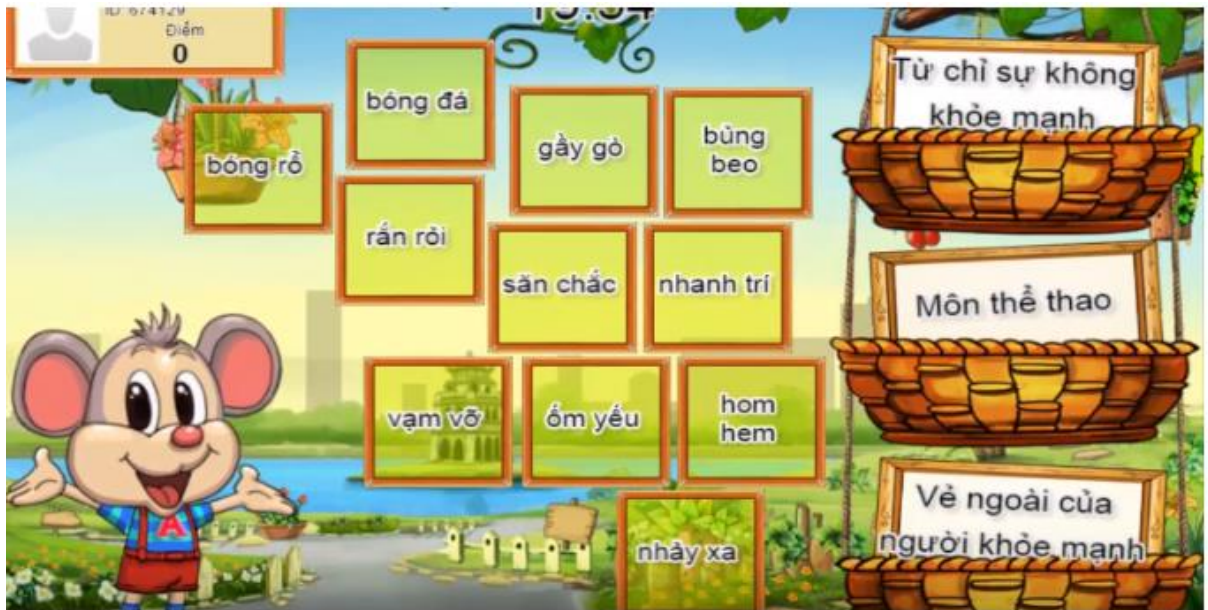 ID: 674129
Điểm
0
bóng đá
gầy gò
bủng
beo
bóng rổ
rắn rỏi
săn chắc
nhanh trí
vạm vỡ
ốm yếu
hom
hem
nhảy xa
Từ chỉ sự không
khỏe mạnh
Môn thể thao
Vẻ ngoài của
người khỏe mạnh
A